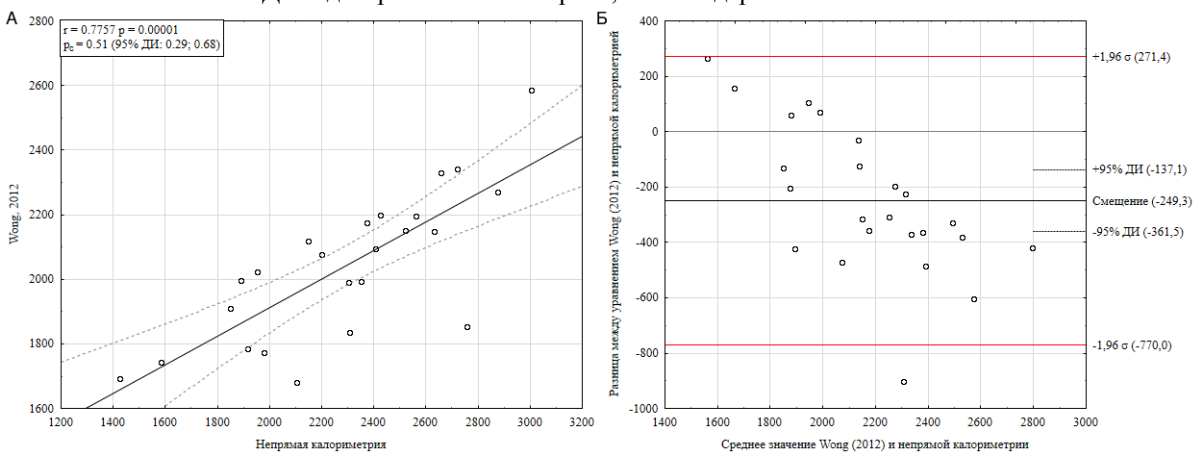 А
r = 0.7757 p = 0.00001
pc = 0.51 (95% ДИ: 0.29; 0.68)
2800
2600
2400
2200
2000
1800
1600
Wong, 2012
1200 1400 1600 1800 2000 2200 2400 2600 2800 3000 3200
Непрямая калориметрия
Б
400
200
0
-200
-400
-600
-800
-1000
Разница между уравнением Wong (2012) и непрямой калориметрией
+1,96 σ (271,4)
+95% ДИ (-137,1)
Смещение (-249,3)
-95% ДИ (-361,5)
-1,96 σ (-770,0)
1400 1600 1800 2000 2200 2400 2600 2800 3000
Среднее значение Wong (2012) и непрямой калориметрии